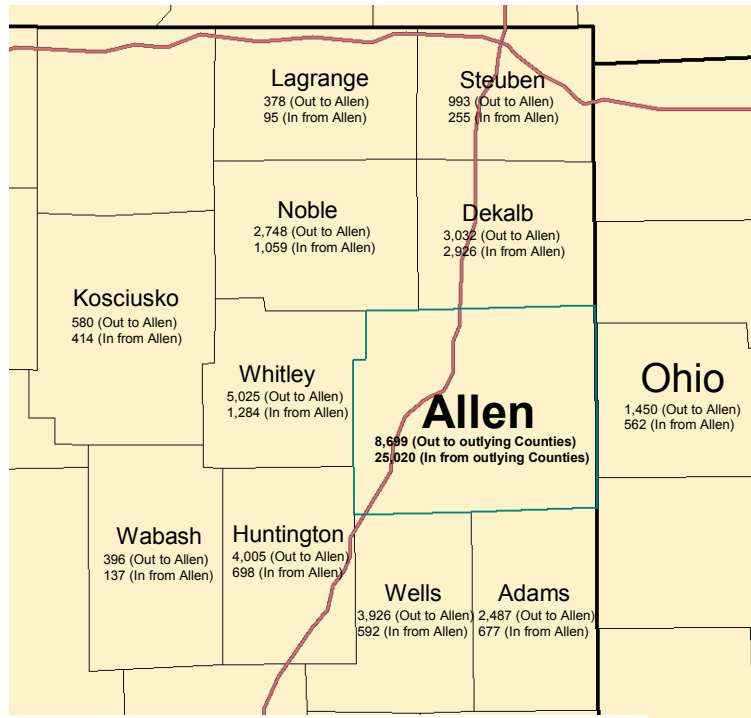 Lagrange
378 (Out to Allen)
95 (In from Allen)
Steuben
993 (Out to Allen)
255 (In from Allen)
Noble
2,748 (Out to Allen)
1,059 (In from Allen)
Dekalb
3,032 (Out to Allen)
2,926 (In from Allen)
Kosciusko
580 (Out to Allen)
414 (In from Allen)
Whitley
5,025 (Out to Allen)
1,284 (In from Allen)
Allen
8,699 (Out to outlying Counties)
25,020 (In from outlying Counties)
Ohio
1,450 (Out to Allen)
562 (In from Allen)
Wabash
396 (Out to Allen)
137 (In from Allen)
Huntington
4,005 (Out to Allen)
698 (In from Allen)
Wells
3,926 (Out to Allen)
592 (In from Allen)
Adams
2,487 (Out to Allen)
677 (In from Allen)